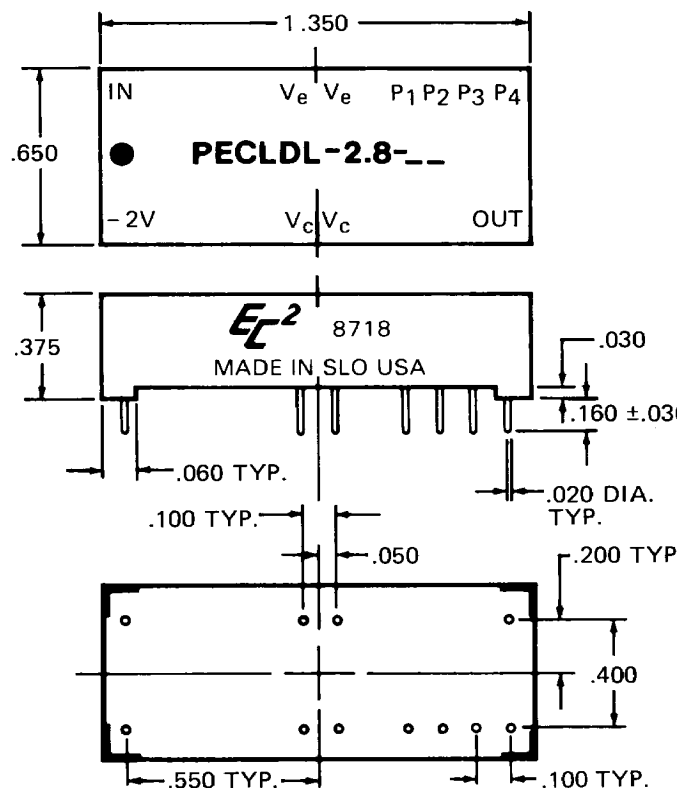 1.350
IN Ve Ve P1 P2 P3 P4
.650
PECLDL-2.8-__
-2V Vc Vc OUT
EC2 8718
.375
.030
MADE IN SLO USA
.160 ±.030
.060 TYP.
.020 DIA.
TYP.
.100 TYP.
.050
.200 TYP
.400
.550 TYP.
.100 TYP.